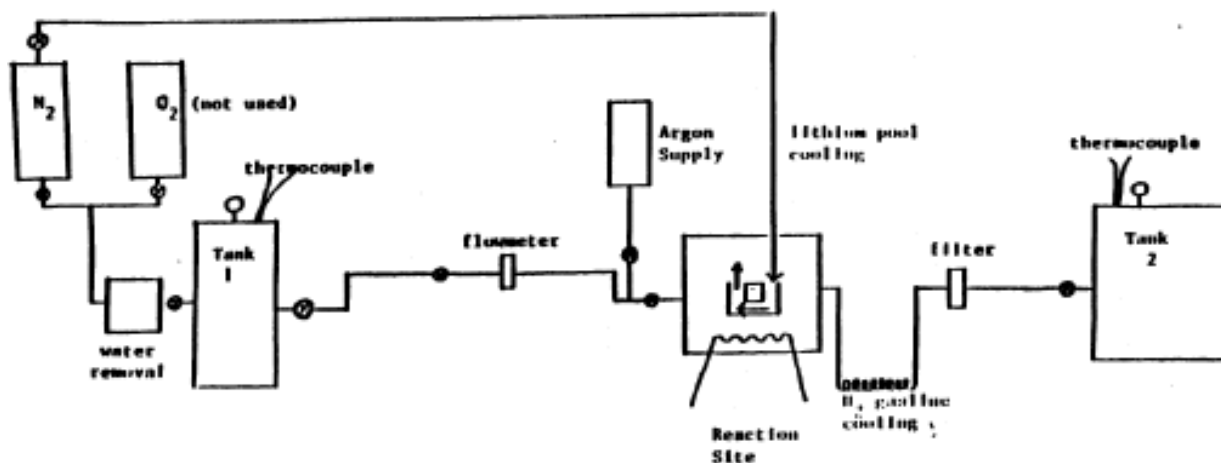 N2
O2 (not used)
thermocouple
Tank
1
water
removal
flowmeter
Argon
Supply
lithium pool
cooling
Reaction
Site
gasline
cooling
filter
thermocouple
Tank
2